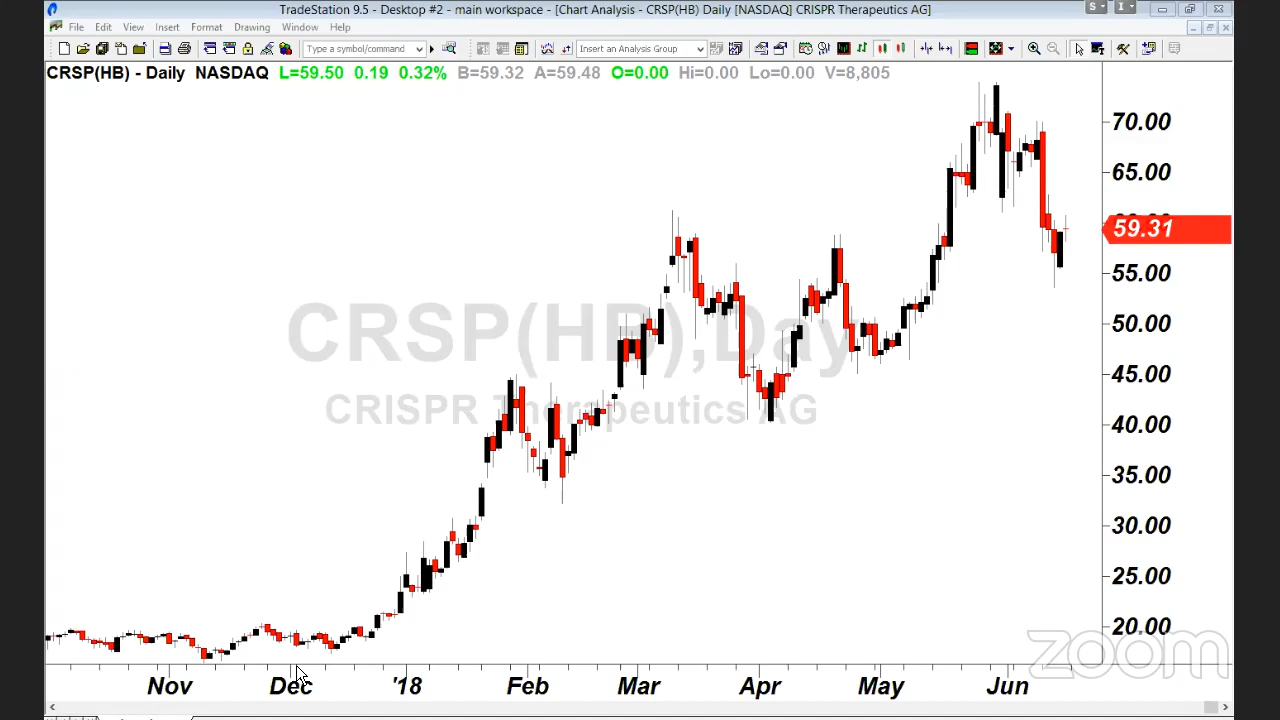 TradeStation 9.5 - Desktop #2 - main workspace - [Chart Analysis - CRSP(HB) Daily [NASDAQ] CRISPR Therapeutics AG]
S I
File Edit View Insert Format Drawing Window Help
Type a symbol/command Insert an Analysis Group
CRSP(HB) - Daily NASDAQ L=59.50 0.19 0.32% B=59.32 A=59.48 O=0.00 Hi=0.00 Lo=0.00 V=8,805
70.00
65.00
59.31
55.00
50.00
CRSP(HB),Day
45.00
CRISPR Therapeutics AG
40.00
35.00
30.00
25.00
20.00
zoom
Nov Dec '18 Feb Mar Apr May Jun